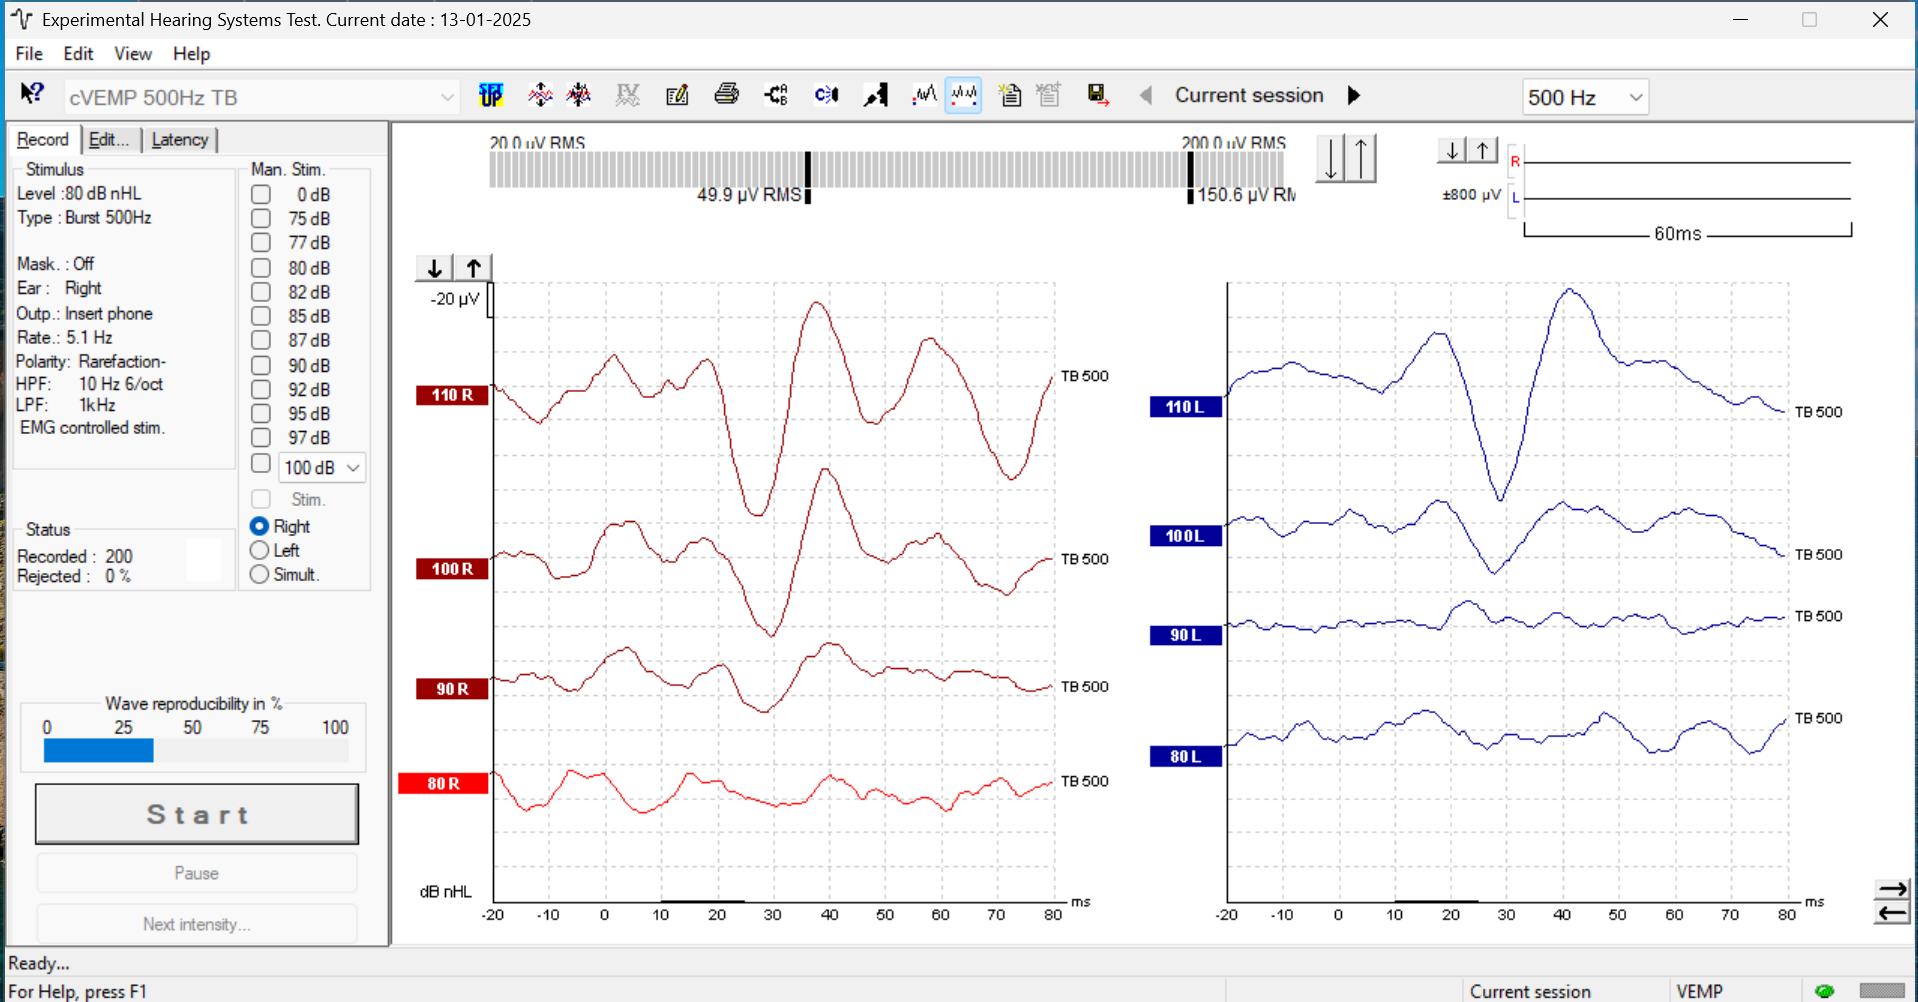 Experimental Hearing Systems Test. Current date : 13-01-2025
File Edit View Help
cVEMP 500Hz TB
Current session
500 Hz
Record Edit... Latency
Stimulus
Level :80 dB nHL
Type : Burst 500Hz
Mask. : Off
Ear : Right
Outp.: Insert phone
Rate.: 5.1 Hz
Polarity: Rarefaction-
HPF: 10 Hz 6/oct
LPF: 1kHz
EMG controlled stim.
Man. Stim.
0 dB
75 dB
77 dB
80 dB
82 dB
85 dB
87 dB
90 dB
92 dB
95 dB
97 dB
100 dB
Stim.
Right
Left
Simult.
Status
Recorded : 200
Rejected : 0 %
Wave reproducibility in %
0 25 50 75 100
Start
Pause
Next intensity...
20.0 µV RMS 200.0 µV RMS
49.9 µV RMS 150.6 µV RM
R
±800 µV L
60ms
-20 µV
110 R TB 500
100 R TB 500
90 R TB 500
80 R TB 500
dB nHL
-20 -10 0 10 20 30 40 50 60 70 80 ms
110 L TB 500
100 L TB 500
90 L TB 500
80 L TB 500
-20 -10 0 10 20 30 40 50 60 70 80 ms
Ready...
For Help, press F1
Current session VEMP